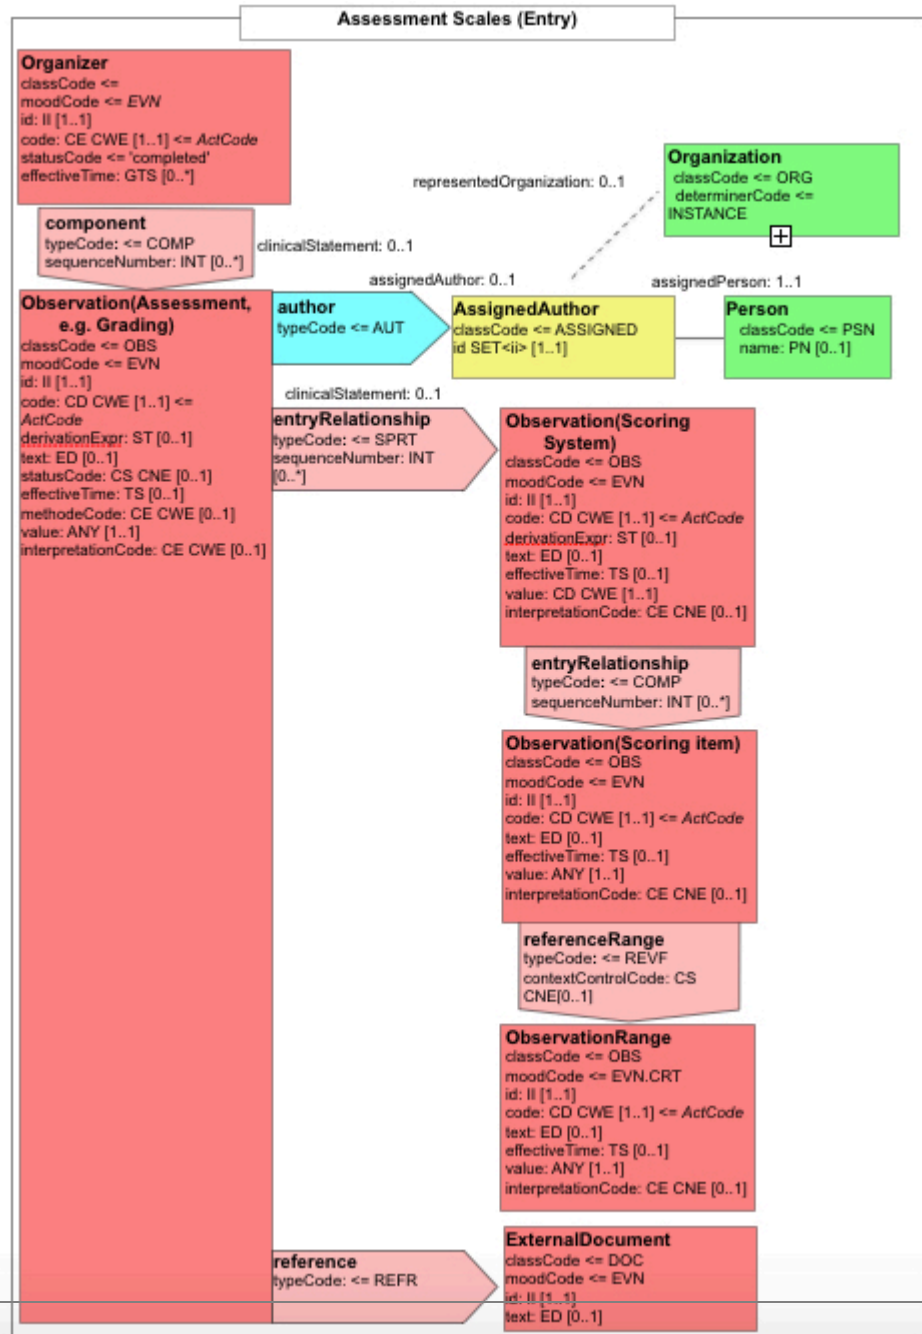 Assessment Scales (Entry)
Organizer
classCode <=
moodCode <= EVN
id: II [1..1]
code: CE CWE [1..1] <= ActCode
statusCode <= 'completed'
effectiveTime: GTS [0..*]
component
typeCode: <= COMP
sequenceNumber: INT [0..*]
clinicalStatement: 0..1
representedOrganization: 0..1
Organization
classCode <= ORG
determinerCode <=
INSTANCE
assignedAuthor: 0..1
assignedPerson: 1..1
Observation(Assessment,
e.g. Grading)
classCode <= OBS
moodCode <= EVN
id: II [1..1]
code: CD CWE [1..1] <=
ActCode
derivationExpr: ST [0..1]
text: ED [0..1]
statusCode: CS CNE [0..1]
effectiveTime: TS [0..1]
methodeCode: CE CWE [0..1]
value: ANY [1..1]
interpretationCode: CE CWE [0..1]
author
typeCode <= AUT
AssignedAuthor
classCode <= ASSIGNED
id SET<ii> [1..1]
Person
classCode <= PSN
name: PN [0..1]
clinicalStatement: 0..1
entryRelationship
typeCode: <= SPRT
sequenceNumber: INT
[0..*]
Observation(Scoring
System)
classCode <= OBS
moodCode <= EVN
id: II [1..1]
code: CD CWE [1..1] <= ActCode
derivationExpr: ST [0..1]
text: ED [0..1]
effectiveTime: TS [0..1]
value: CD CWE [1..1]
interpretationCode: CE CNE [0..1]
entryRelationship
typeCode: <= COMP
sequenceNumber: INT [0..*]
Observation(Scoring item)
classCode <= OBS
moodCode <= EVN
id: II [1..1]
code: CD CWE [1..1] <= ActCode
text: ED [0..1]
effectiveTime: TS [0..1]
value: ANY [1..1]
interpretationCode: CE CNE [0..1]
referenceRange
typeCode: <= REVF
contextControlCode: CS
CNE[0..1]
ObservationRange
classCode <= OBS
moodCode <= EVN.CRT
id: II [1..1]
code: CD CWE [1..1] <= ActCode
text: ED [0..1]
effectiveTime: TS [0..1]
value: ANY [1..1]
interpretationCode: CE CNE [0..1]
reference
typeCode: <= REFR
ExternalDocument
classCode <= DOC
moodCode <= EVN
id: II [1..1]
text: ED [0..1]